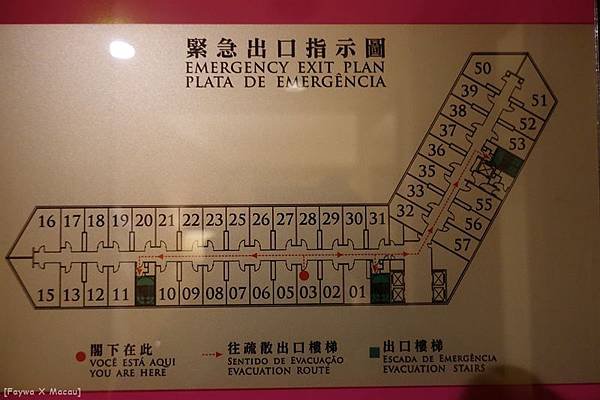 緊急出口指示圖
EMERGENCY EXIT PLAN
PLATA DE EMERGÊNCIA
50
39 51
38 52
37 53
36
35 55
33 56
32 57
16 17 18 19 20 21 22 23 25 26 27 28 29 30 31
15 13 12 11 10 09 08 07 06 05 03 02 01
閣下在此
VOCÊ ESTÁ AQUI
YOU ARE HERE
往疏散出口樓梯
SENTIDO DE EVACUAÇÃO
EVACUATION ROUTE
出口樓梯
ESCADA DE EMERGÊNCIA
EVACUATION STAIRS
[Faywa X Macau]